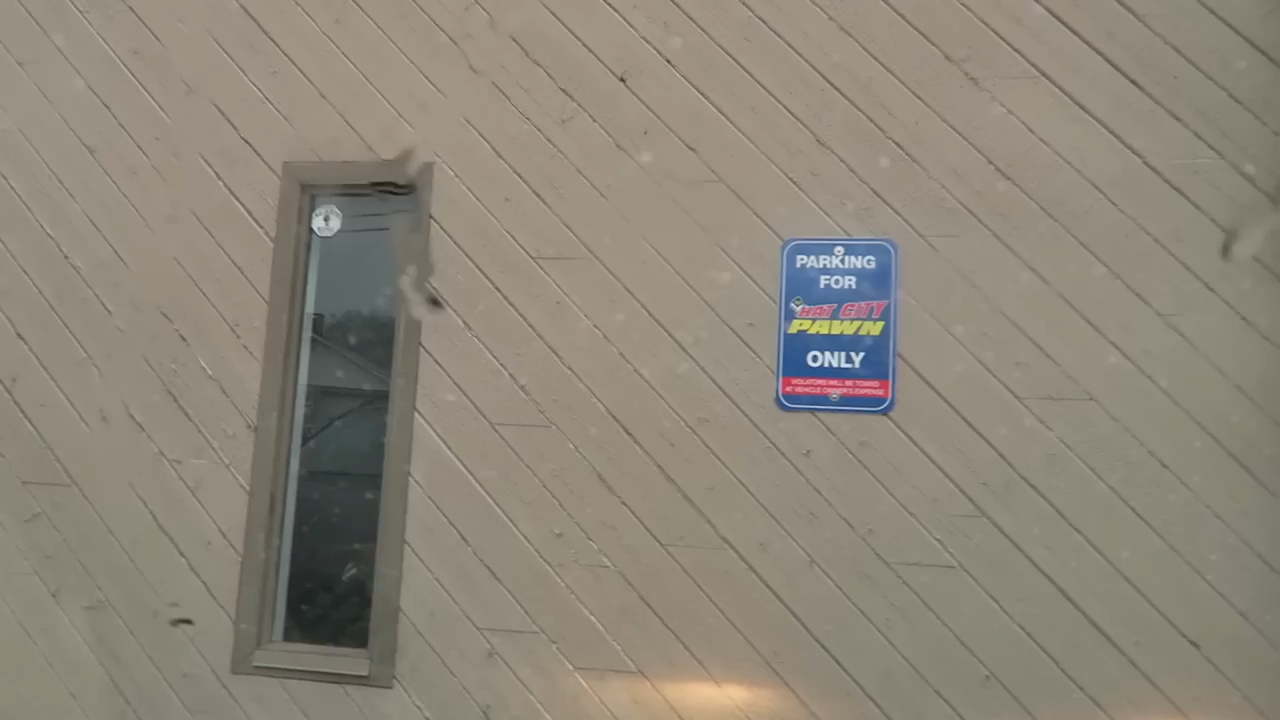 PARKING
FOR
HAT CITY
PAWN
ONLY
VIOLATORS WILL BE TOWED
AT VEHICLE OWNER'S EXPENSE